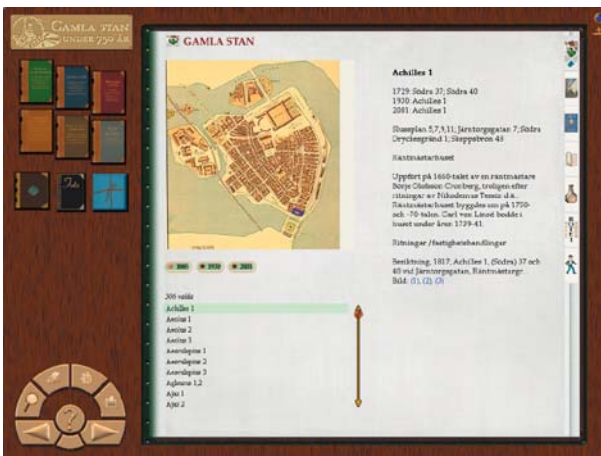 GAMLA STAN
UNDER 750 ÅR
GAMLA STAN
Achilles 1
1729: Södra 37; Södra 40
1930: Achilles 1
2001: Achilles 1
Slussplan 5,7,9,11; Järntorgsgatan 7; Södra
Dryckesgränd 1; Skeppsbron 48
Räntmästarhuset
Uppfört på 1660-talet av en räntmästare
Börje Olofsson Cronberg, troligen efter
ritningar av Nikodemus Tessin d.ä.
Räntmästarhuset byggdes om på 1750-
och -70-talen. Carl von Linné bodde i
huset under åren 1739-41.
Ritningar /fastighetshandlingar
Besiktning, 1817, Achilles 1, (Södra) 37 och
40 vid Järntorgsgatan, Räntmästargr.
Bild: (1), (2), (3)
1930
2001
306 valda
Achilles 1
Aeolus 1
Aeolus 2
Aeolus 3
Aesculapius 1
Aesculapius 2
Aesculapius 3
Aglaurus 1,2
Ajax 1
Ajax 2
Foto
?